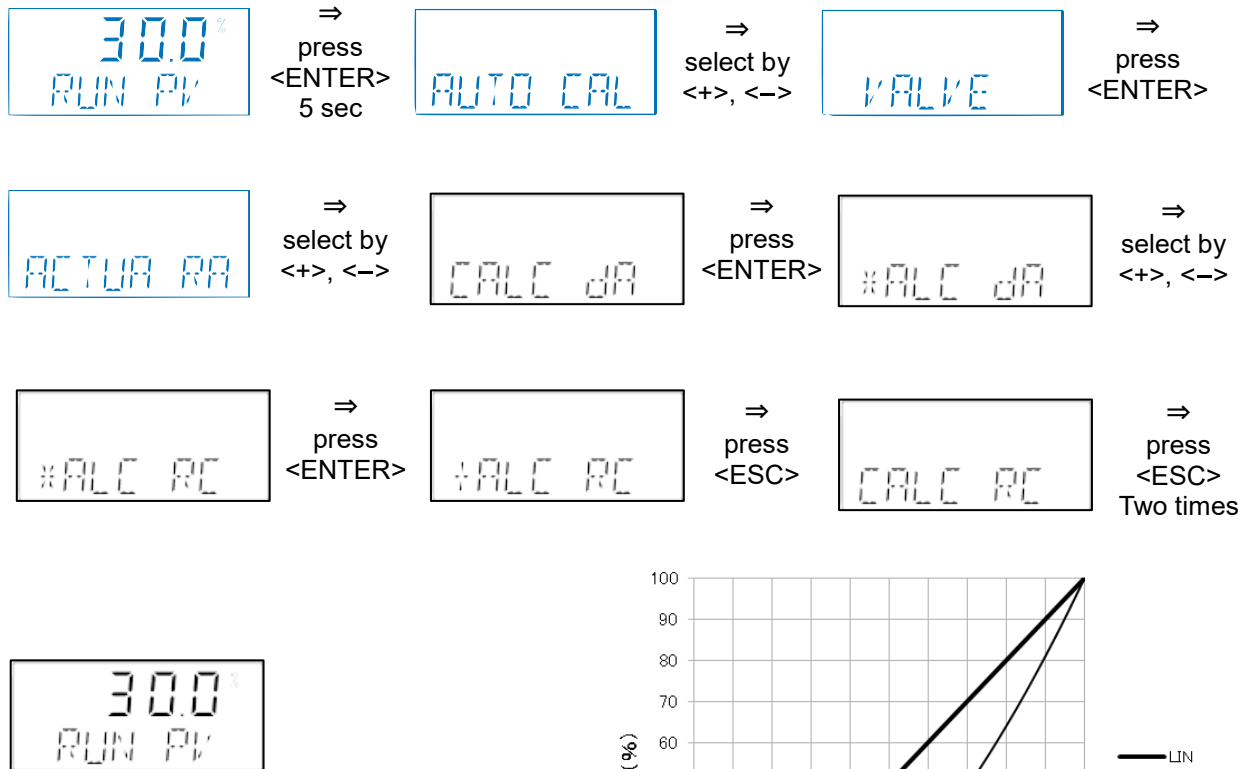 30.0 %
RUN PV
⇒
press
<ENTER>
5 sec
AUTO CAL
⇒
select by
<+>, <−>
VALVE
⇒
press
<ENTER>
ACTUA RA
⇒
select by
<+>, <−>
CALC dA
⇒
press
<ENTER>
*ALC dA
⇒
select by
<+>, <−>
*ALC RC
⇒
press
<ENTER>
+ALC RC
⇒
press
<ESC>
CALC RC
⇒
press
<ESC>
Two times
30.0 %
RUN PV
100
90
80
70
60
(%)
LIN